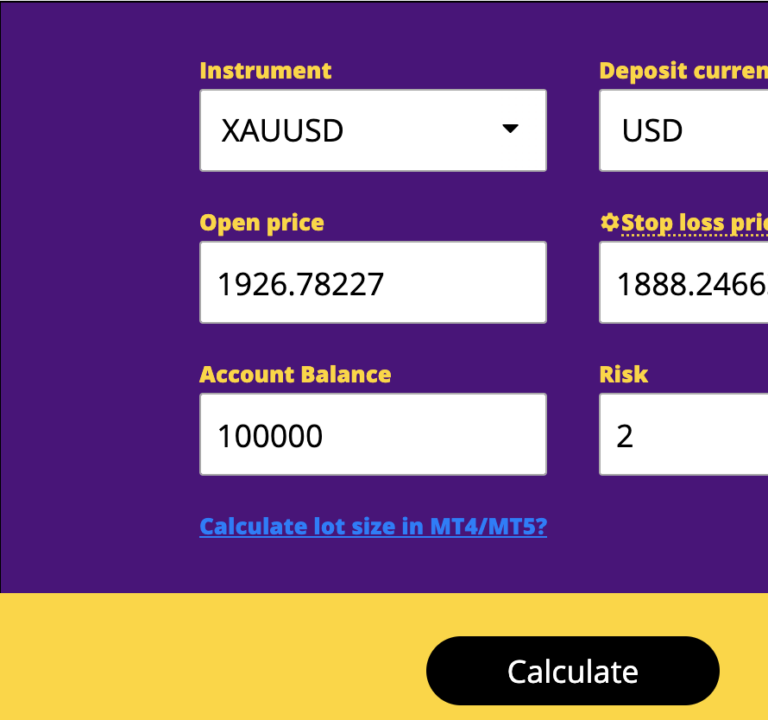 Instrument
Deposit curren
XAUUSD
USD
Open price
Stop loss pri
1926.78227
1888.2466
Account Balance
Risk
100000
2
Calculate lot size in MT4/MT5?
Calculate